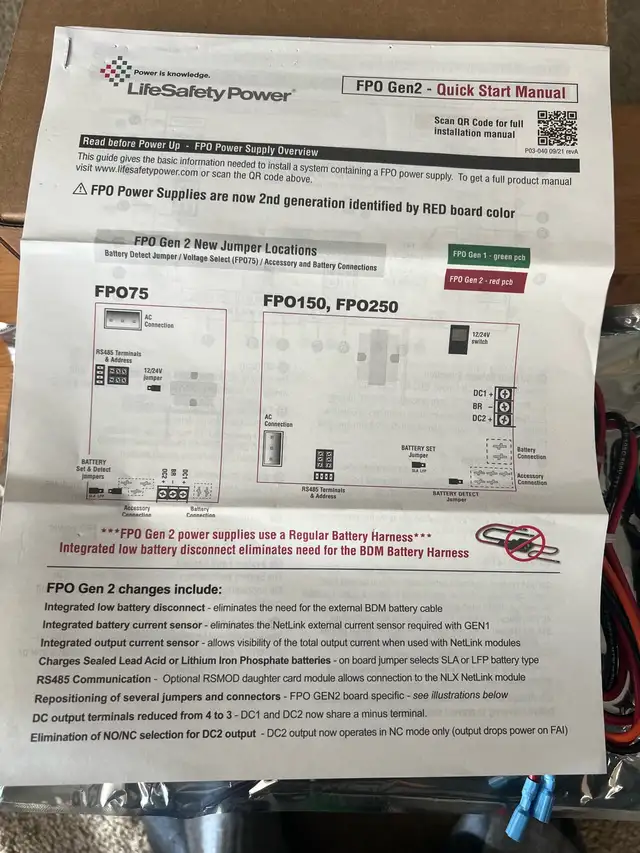 Power is knowledge.
LifeSafety Power®
FPO Gen2 - Quick Start Manual
Scan QR Code for full
installation manual
P03-040 09/21 revA
Read before Power Up - FPO Power Supply Overview
This guide gives the basic information needed to install a system containing a FPO power supply. To get a full product manual
visit www.lifesafetypower.com or scan the QR code above.
FPO Power Supplies are now 2nd generation identified by RED board color
FPO Gen 2 New Jumper Locations
Battery Detect Jumper / Voltage Select (FPO75) / Accessory and Battery Connections
FPO Gen 1 - green pcb
FPO Gen 2 - red pcb
FPO75
AC
Connection
RS485 Terminals
& Address
12/24V
jumper
BATTERY
Set & Detect
jumpers
SLA LFP
DC1 +
BR -
DC2 +
Accessory
Connection
Battery
Connection
FPO150, FPO250
12/24V
switch
DC1 +
BR -
DC2 +
AC
Connection
BATTERY SET
Jumper
SLA LFP
Battery
Connection
Accessory
Connection
RS485 Terminals
& Address
BATTERY DETECT
Jumper
***FPO Gen 2 power supplies use a Regular Battery Harness***
Integrated low battery disconnect eliminates need for the BDM Battery Harness
FPO Gen 2 changes include:
Integrated low battery disconnect - eliminates the need for the external BDM battery cable
Integrated battery current sensor - eliminates the NetLink external current sensor required with GEN1
Integrated output current sensor - allows visibility of the total output current when used with NetLink modules
Charges Sealed Lead Acid or Lithium Iron Phosphate batteries - on board jumper selects SLA or LFP battery type
RS485 Communication - Optional RSMOD daughter card module allows connection to the NLX NetLink module
Repositioning of several jumpers and connectors - FPO GEN2 board specific - see illustrations below
DC output terminals reduced from 4 to 3 - DC1 and DC2 now share a minus terminal.
Elimination of NO/NC selection for DC2 output - DC2 output now operates in NC mode only (output drops power on FAI)